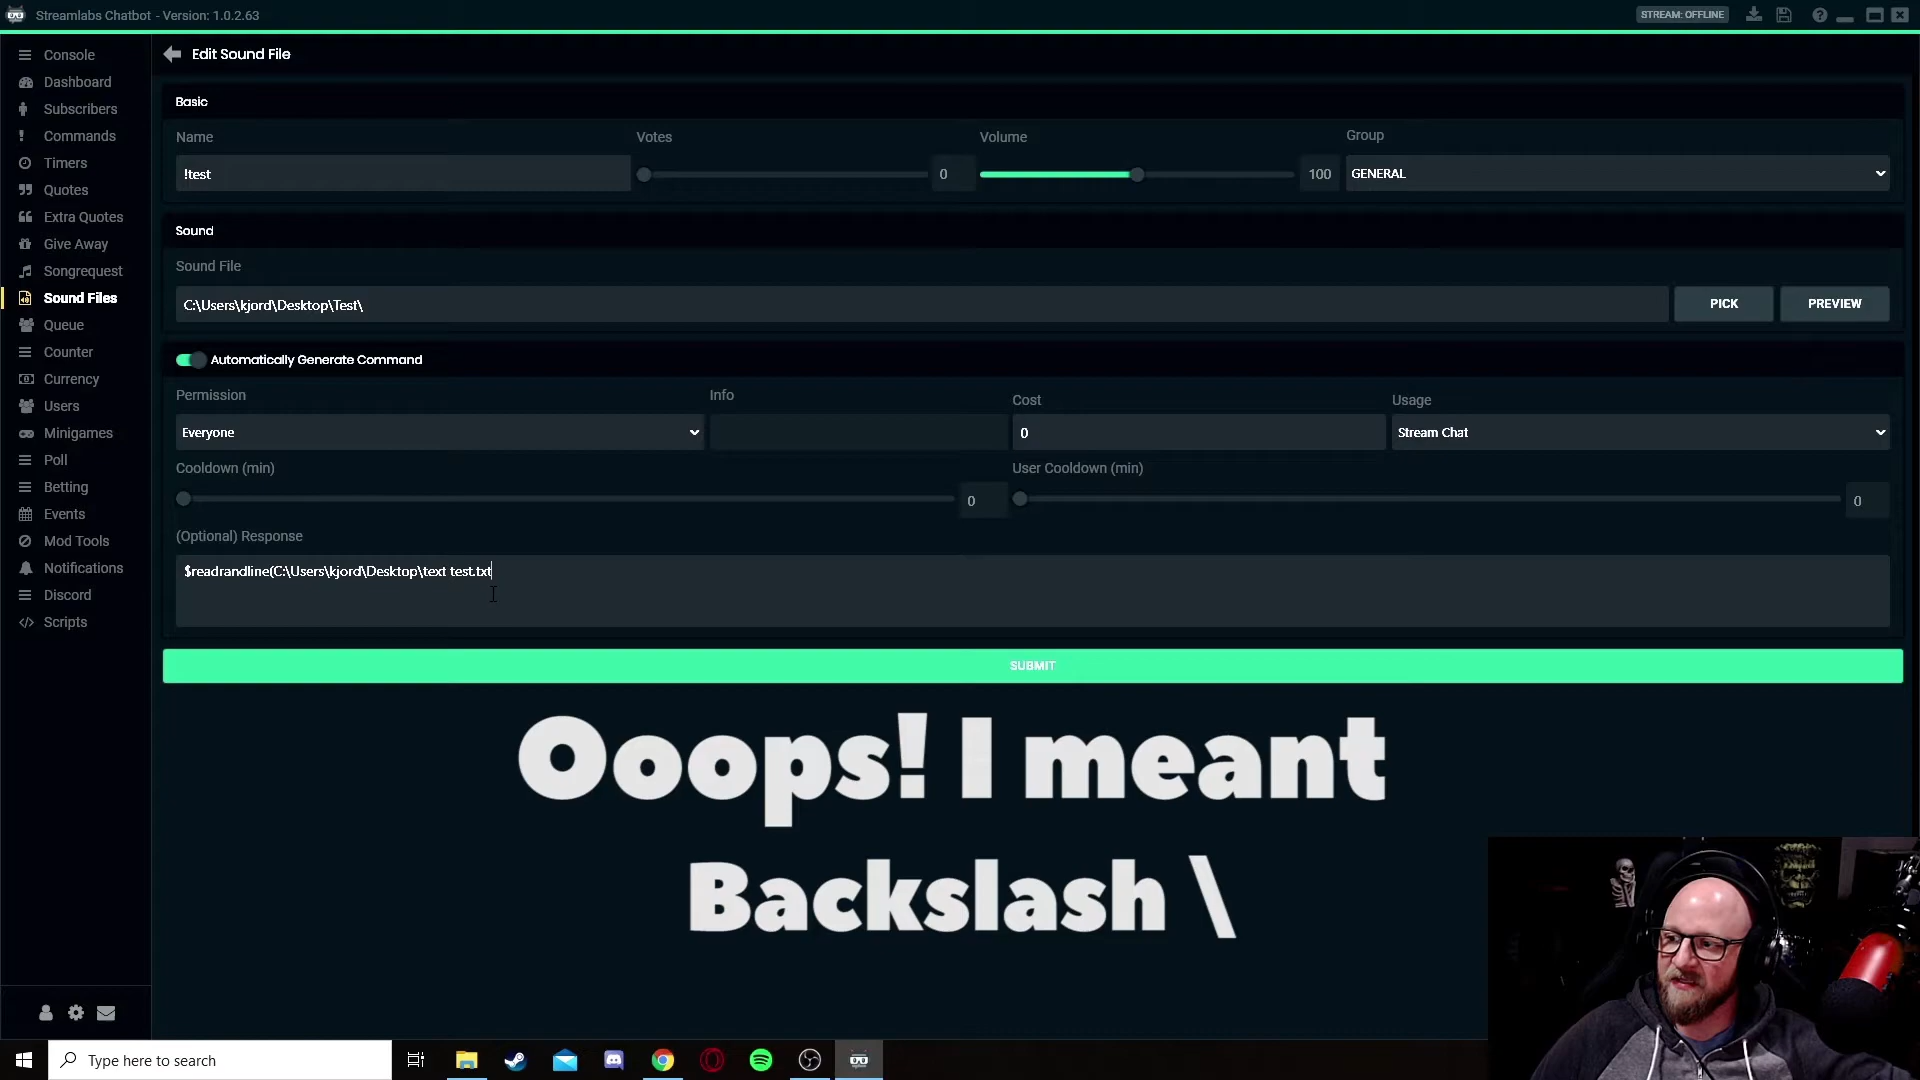 Streamlabs Chatbot - Version: 1.0.2.63
STREAM: OFFLINE
Console
Dashboard
Subscribers
Commands
Timers
Quotes
Extra Quotes
Give Away
Songrequest
Sound Files
Queue
Counter
Currency
Users
Minigames
Poll
Betting
Events
Mod Tools
Notifications
Discord
Scripts
Edit Sound File
Basic
Name
Votes
Volume
Group
!test
0
100
GENERAL
Sound
Sound File
C:\Users\kjord\Desktop\Test\
PICK
PREVIEW
Automatically Generate Command
Permission
Info
Cost
Usage
Everyone
0
Stream Chat
Cooldown (min)
User Cooldown (min)
0
0
(Optional) Response
$readrandline(C:\Users\kjord\Desktop\text test.txt
SUBMIT
Ooops! I meant
Backslash \
Type here to search